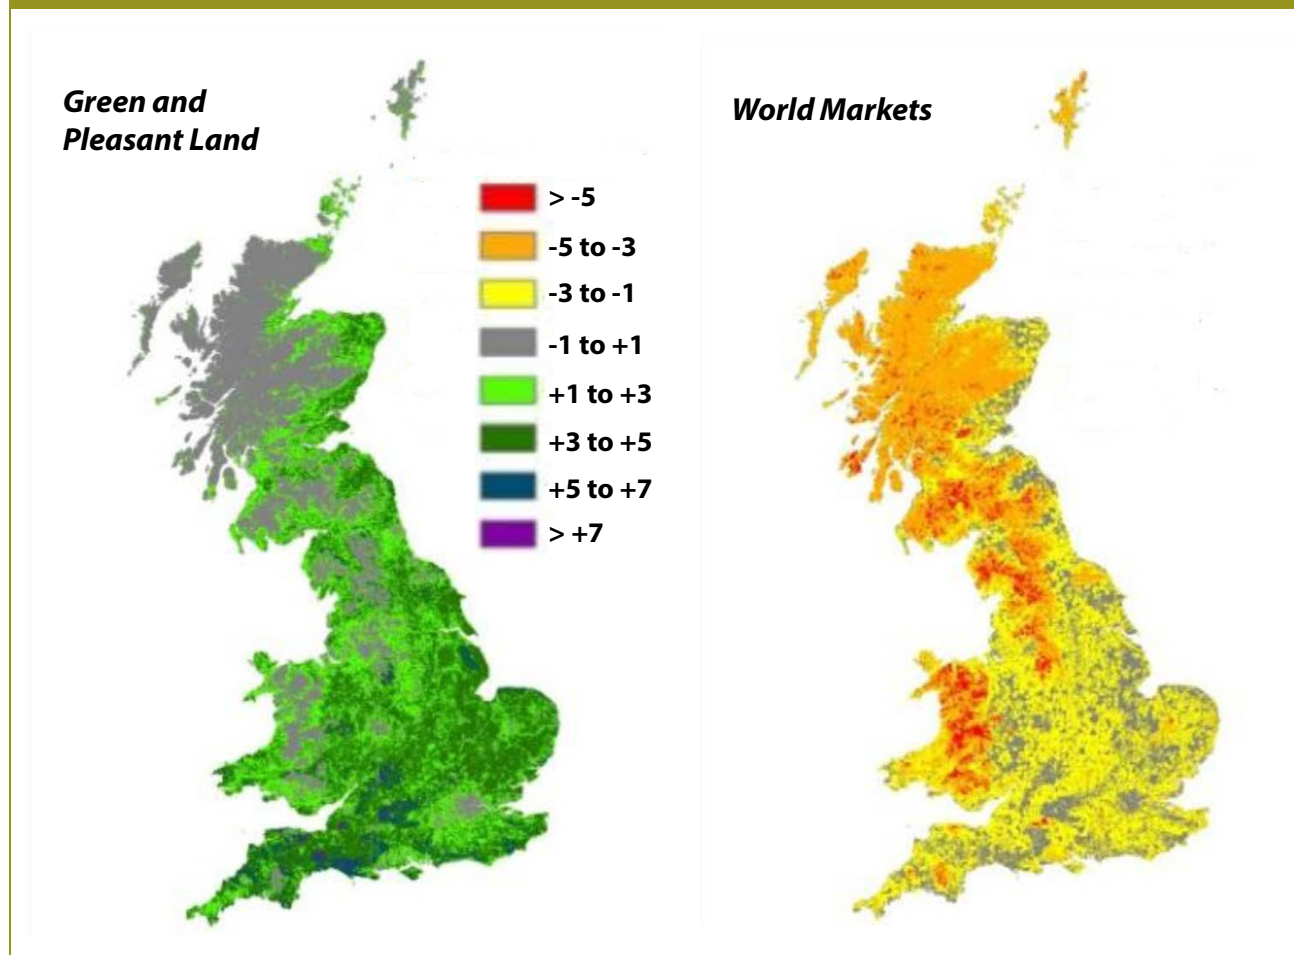 Green and
Pleasant Land
World Markets
> -5
-5 to -3
-3 to -1
-1 to +1
+1 to +3
+3 to +5
+5 to +7
> +7